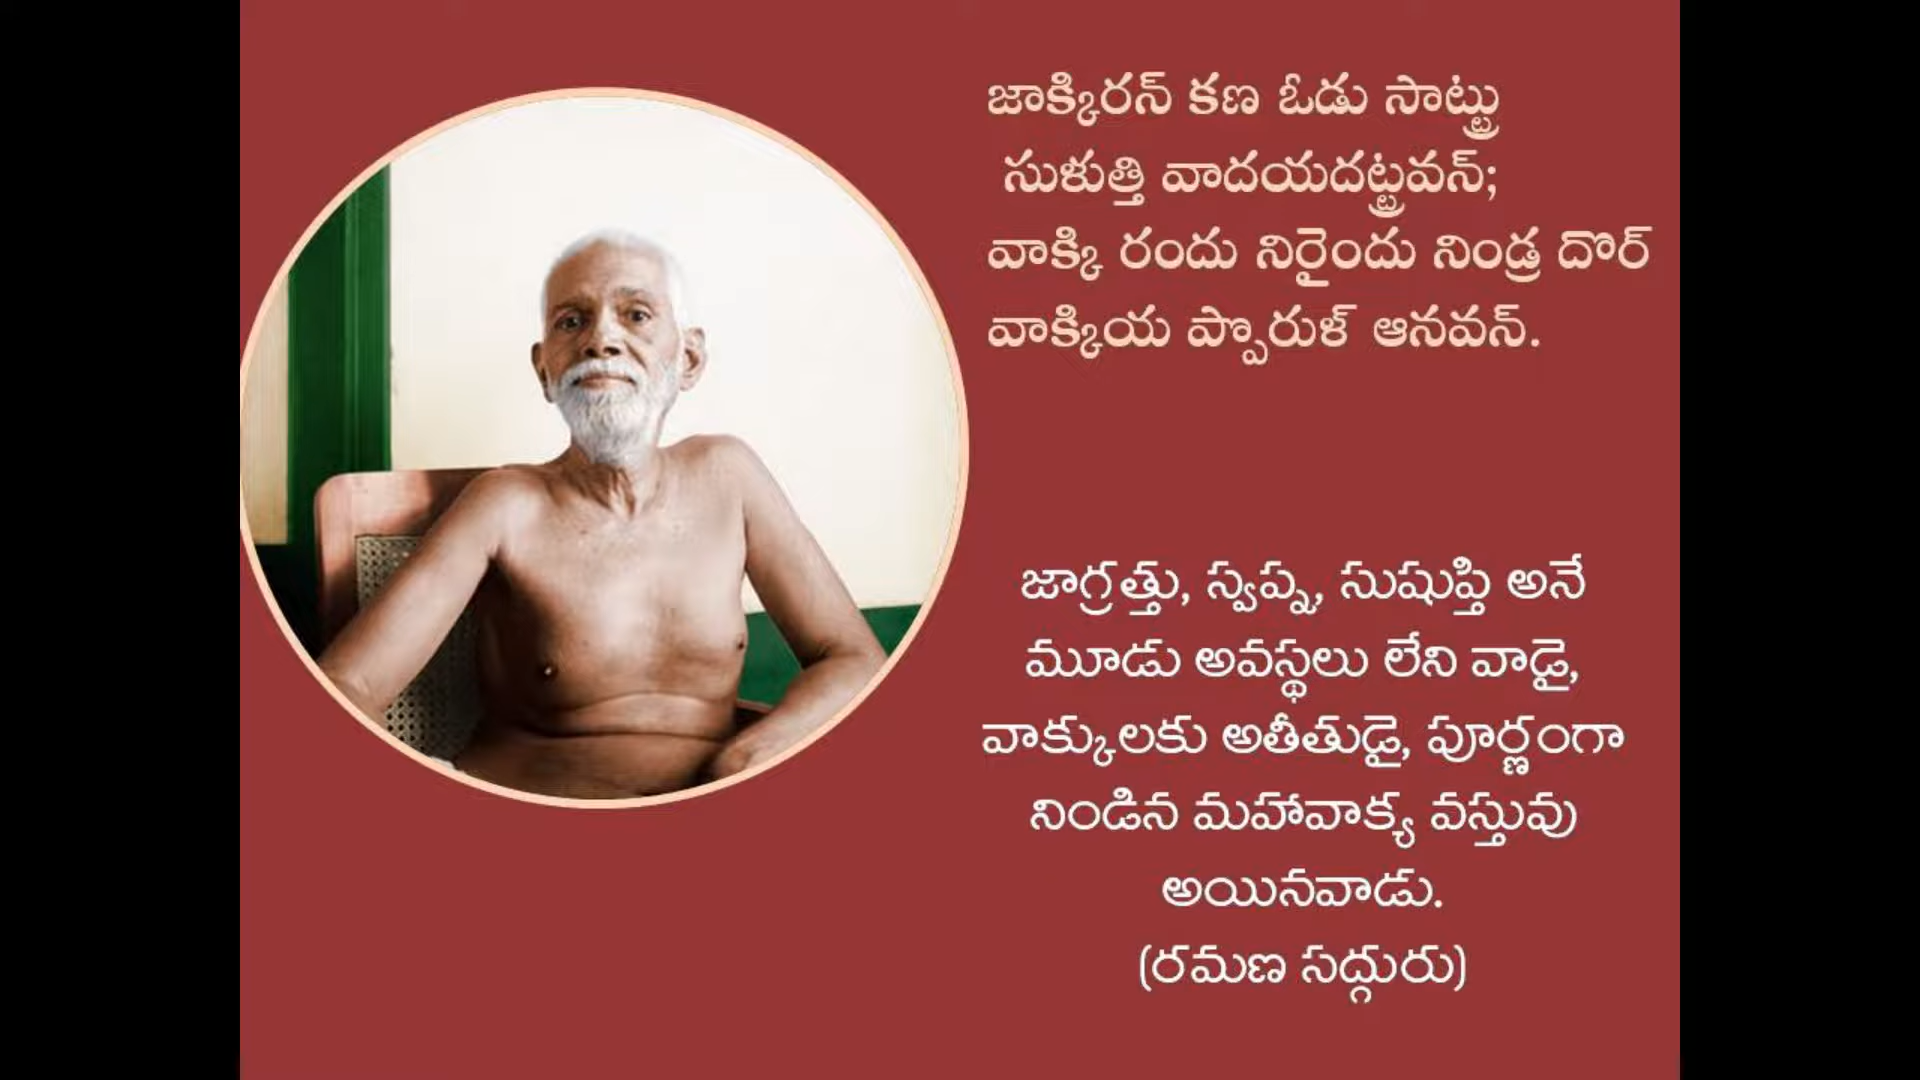 జాక్కిరన్ కణ ఓడు సాట్ట్రు
సుళుత్తి వాదయదట్ట్రవన్;
వాక్కి రందు నిరైందు నిండ్ర దొర్
వాక్కియ ప్పొరుళ్ ఆనవన్.
జాగ్రత్తు, స్వప్న, సుషుప్తి అనే
మూడు అవస్థలు లేని వాడై,
వాక్కులకు అతీతుడై, పూర్ణంగా
నిండిన మహావాక్య వస్తువు
అయినవాడు.
(రమణ సద్గురు)